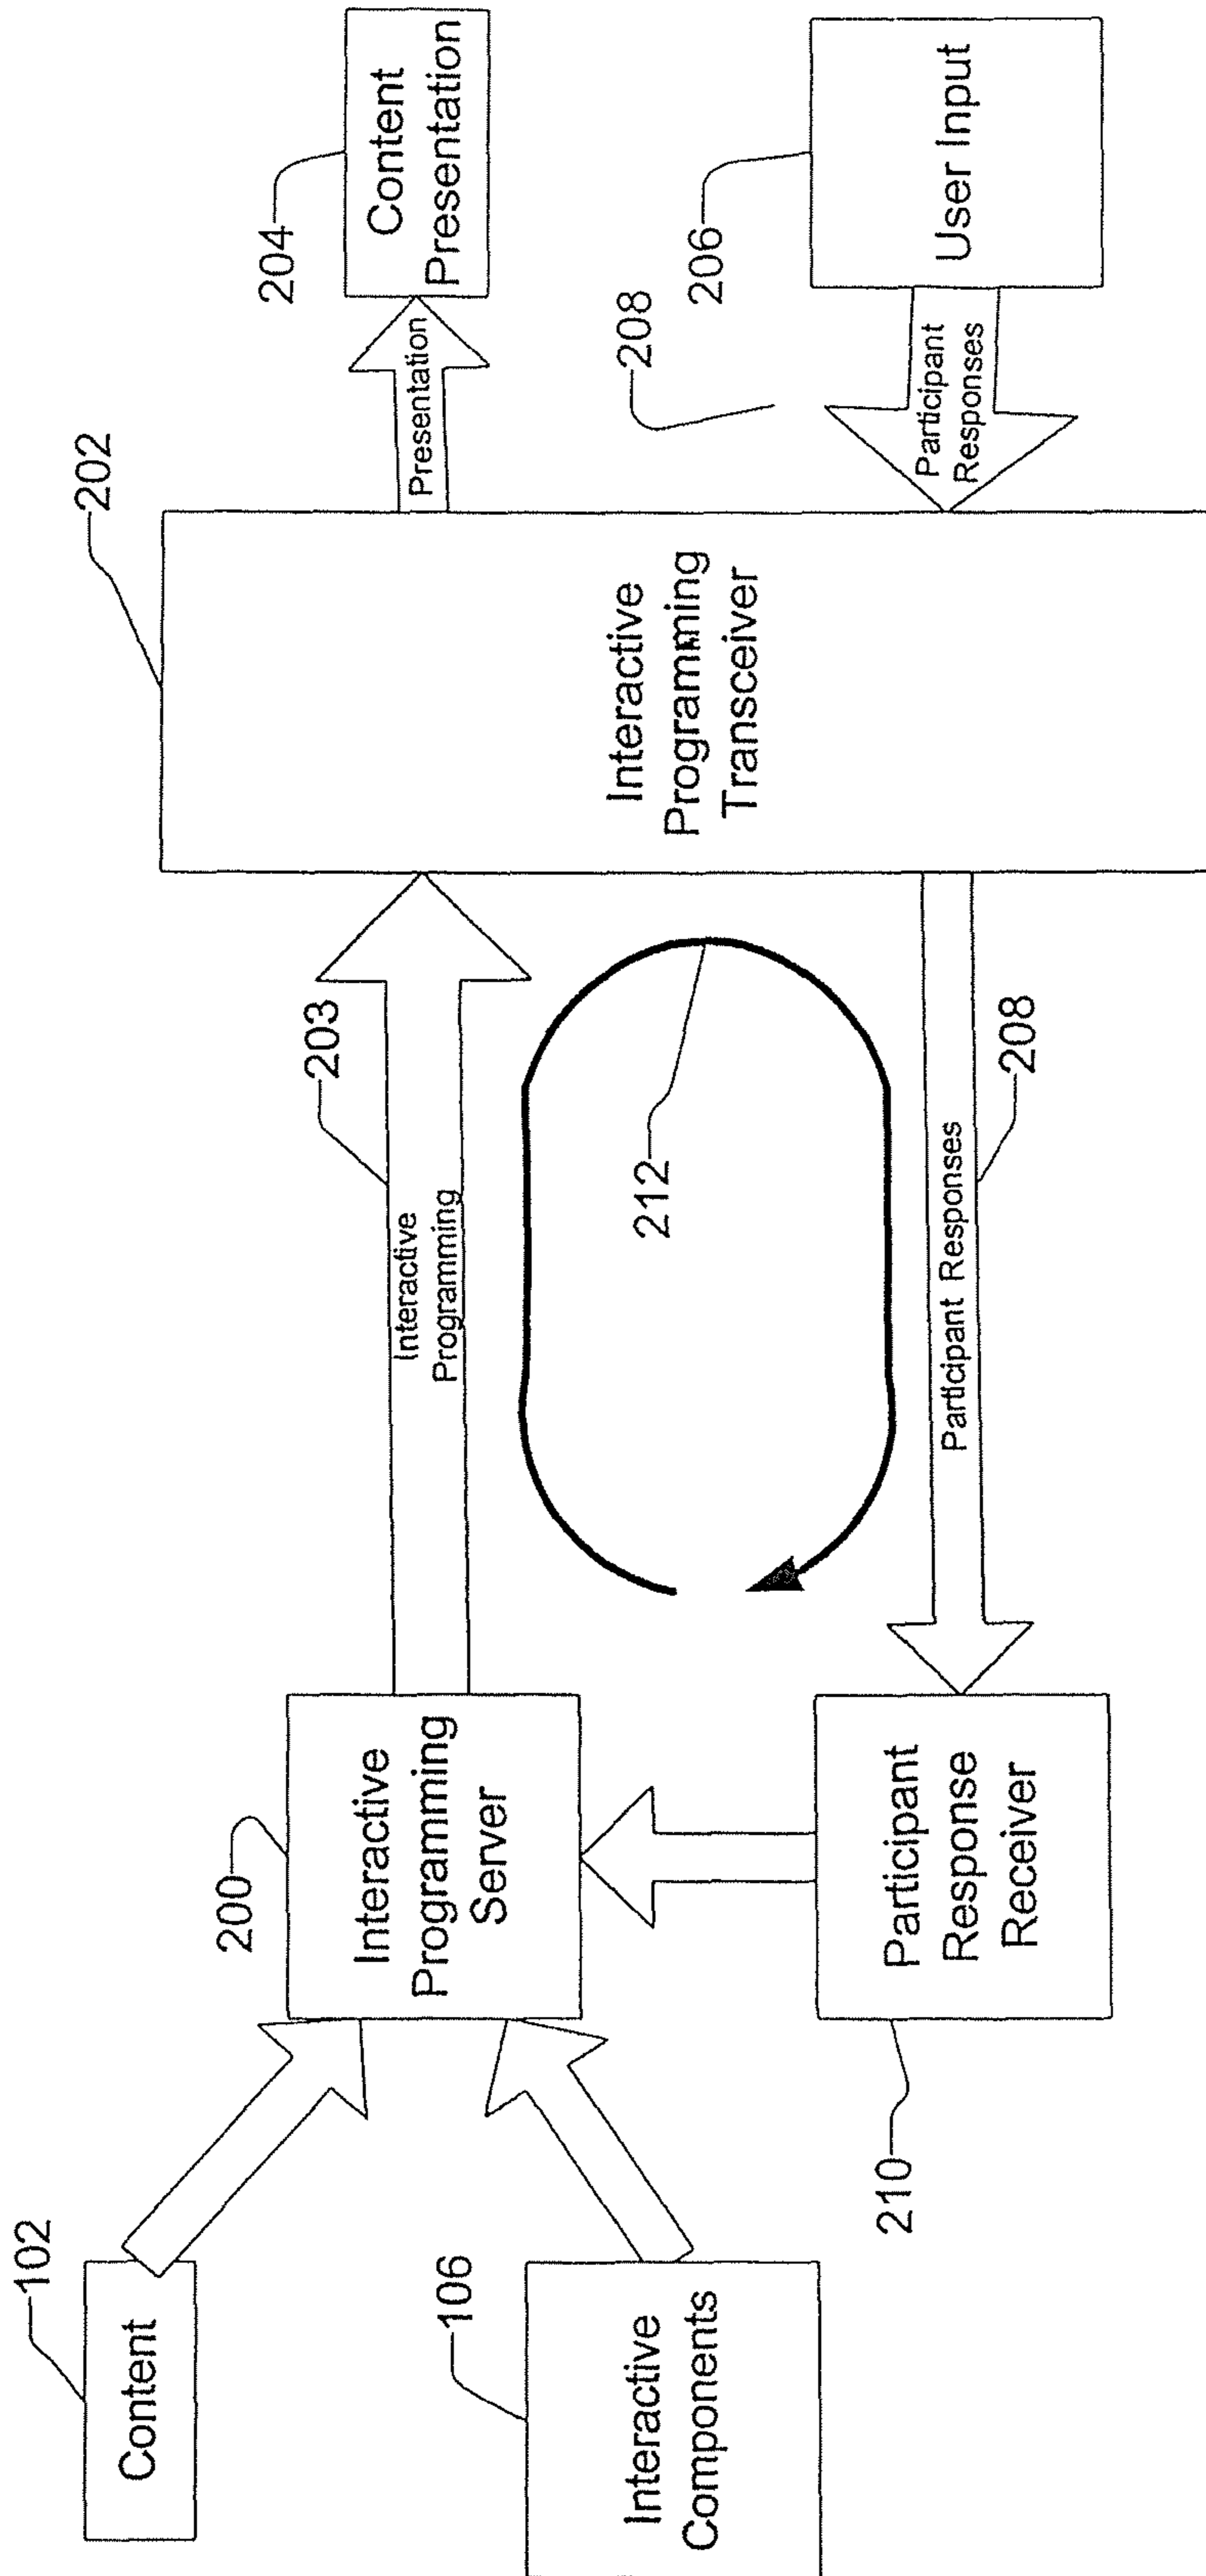 102
Content
106
Interactive
Components
200
Interactive
Programming
Server
210
Participant
Response
Receiver
203
Interactive
Programming
212
Participant Responses
208
202
Interactive
Programming
Transceiver
Presentation
204
Content
Presentation
208
Participant
Responses
206
User Input